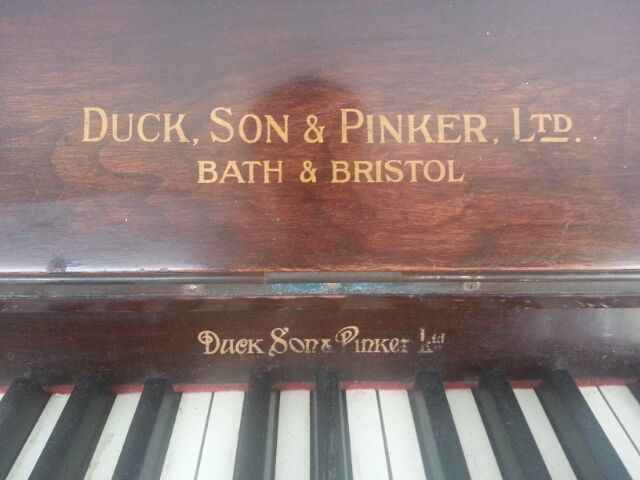 DUCK, SON & PINKER, LTD.
BATH & BRISTOL
Duck Son & Pinker Ltd